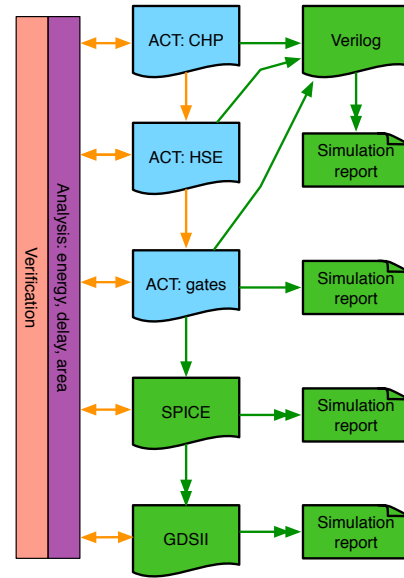 ACT: CHP
Verilog
ACT: HSE
Simulation
report
ACT: gates
Simulation
report
SPICE
Simulation
report
GDSII
Simulation
report
Verification
Analysis: energy, delay, area